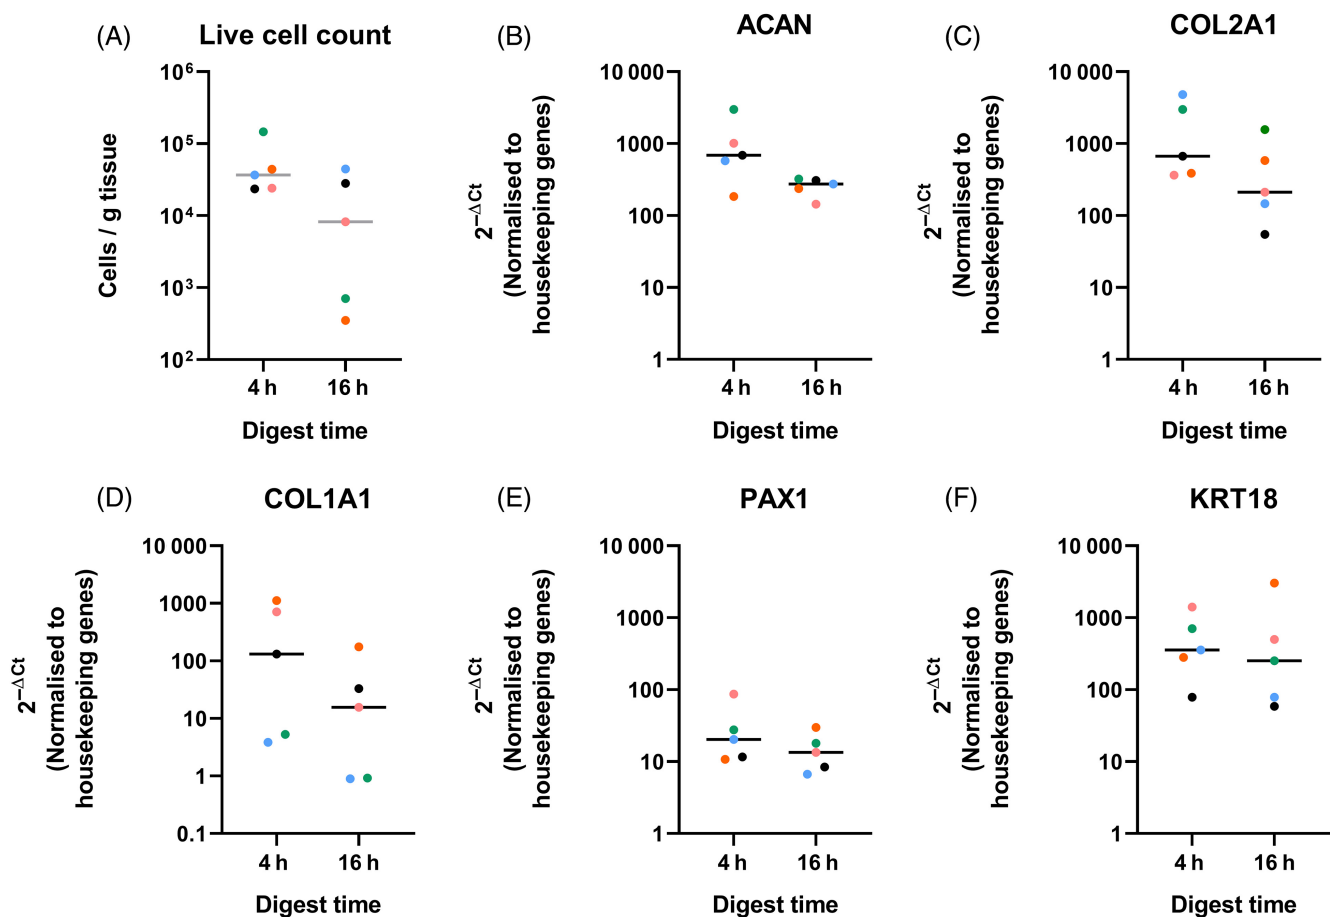 (A)
Live cell count
Cells / g tissue
10⁶
10⁵
10⁴
10³
10²
4 h
16 h
Digest time
(B)
ACAN
2^−ΔCt
(Normalised to
housekeeping genes)
10 000
1000
100
10
1
4 h
16 h
Digest time
(C)
COL2A1
2^−ΔCt
(Normalised to
housekeeping genes)
10 000
1000
100
10
1
4 h
16 h
Digest time
(D)
COL1A1
2^−ΔCt
(Normalised to
housekeeping genes)
10 000
1000
100
10
1
0.1
4 h
16 h
Digest time
(E)
PAX1
2^−ΔCt
(Normalised to
housekeeping genes)
10 000
1000
100
10
1
4 h
16 h
Digest time
(F)
KRT18
2^−ΔCt
(Normalised to
housekeeping genes)
10 000
1000
100
10
1
4 h
16 h
Digest time